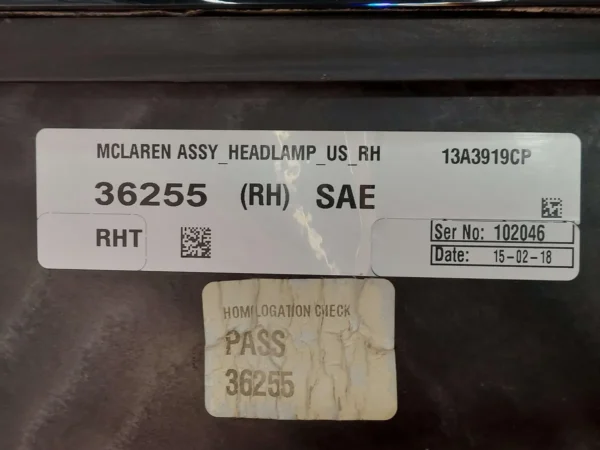 MCLAREN ASSY_HEADLAMP_US_RH 13A3919CP
36255 (RH) SAE
RHT
Ser No: 102046
Date: 15-02-18
HOMOLOGATION CHECK
PASS
36255